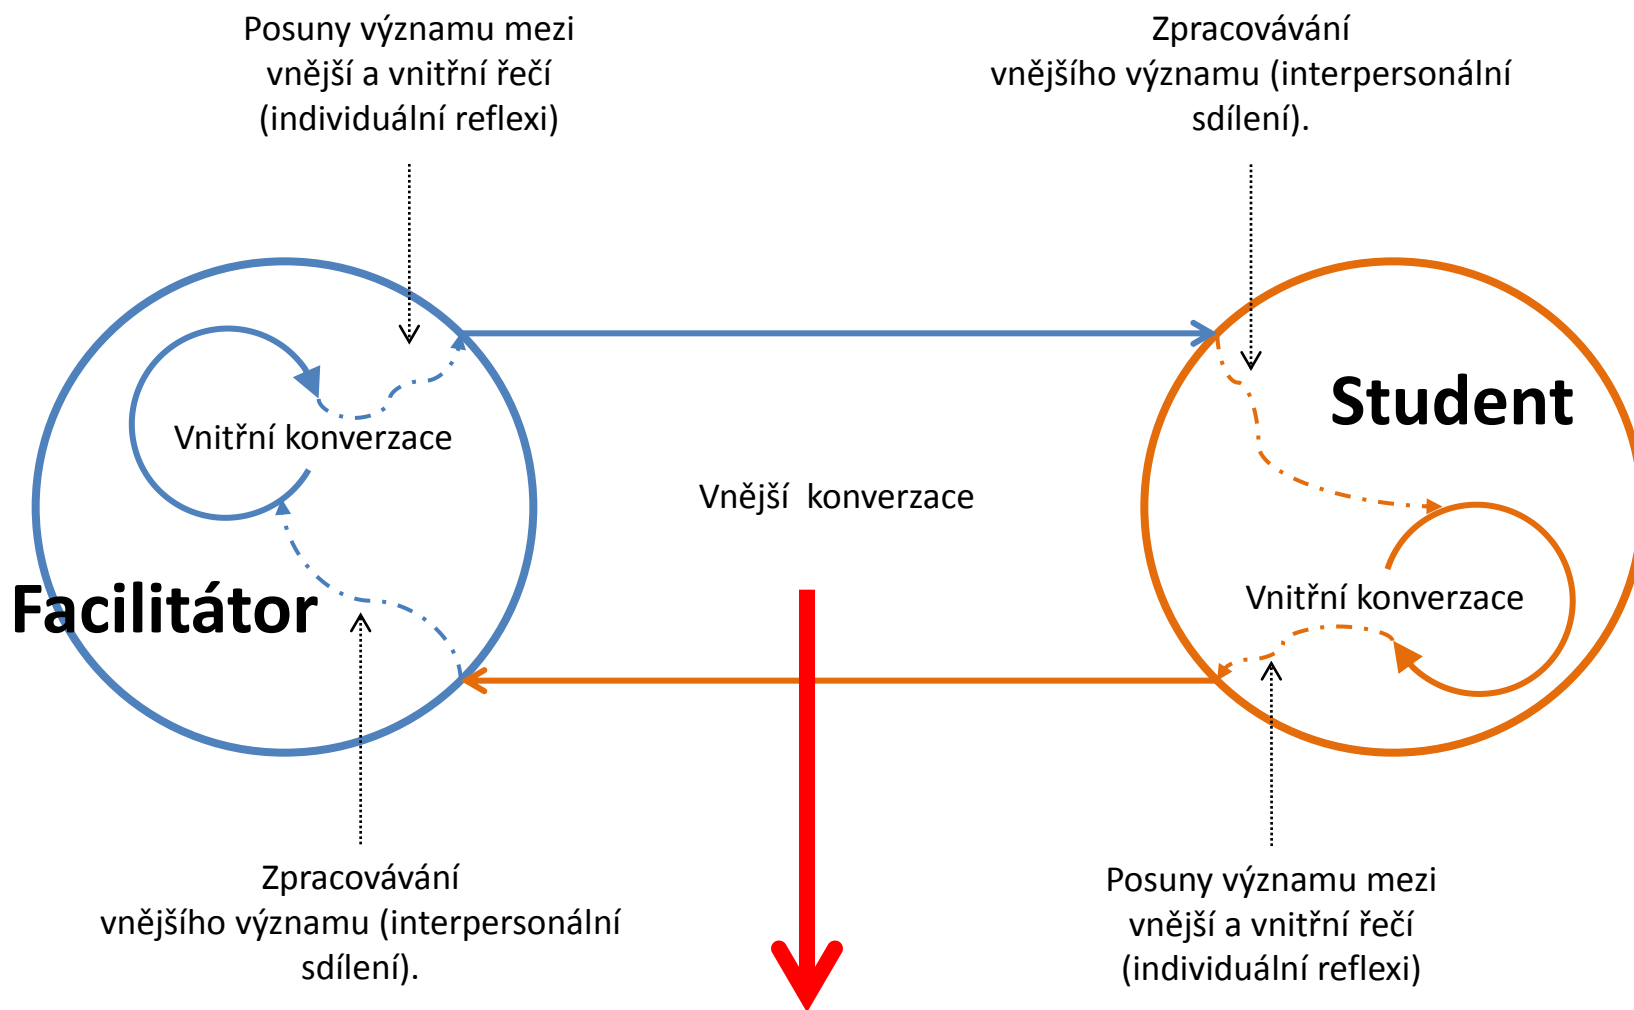 Posuny významu mezi
vnější a vnitřní řečí
(individuální reflexi)
Zpracovávání
vnějšího významu (interpersonální
sdílení).
Student
Vnitřní konverzace
Vnější  konverzace
Facilitátor
Vnitřní konverzace
Zpracovávání
vnějšího významu (interpersonální
sdílení).
Posuny významu mezi
vnější a vnitřní řečí
(individuální reflexi)